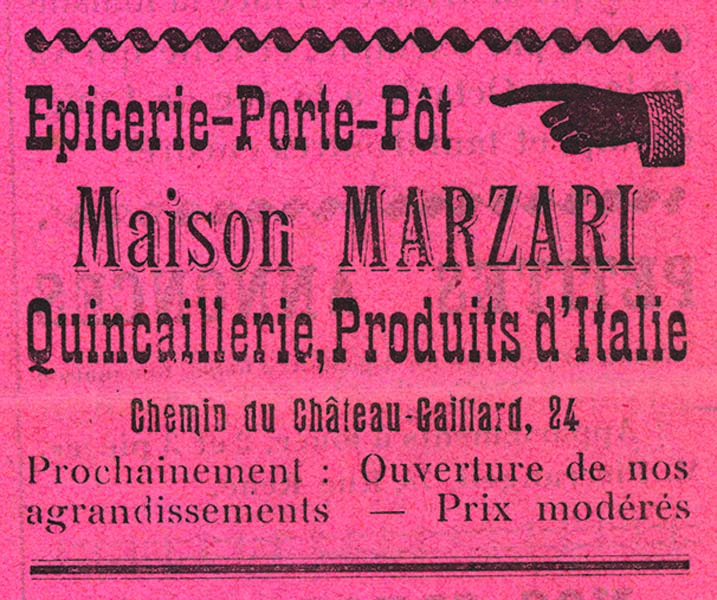 Epicerie-Porte-Pôt
Maison MARZARI
Quincaillerie, Produits d'Italie
Chemin du Château-Gaillard, 24
Prochainement : Ouverture de nos
agrandissements — Prix modérés